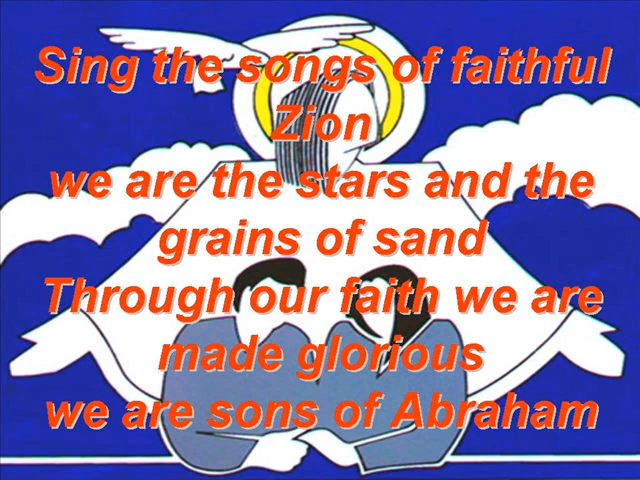 Sing the songs of faithful
Zion
we are the stars and the
grains of sand
Through our faith we are
made glorious
we are sons of Abraham